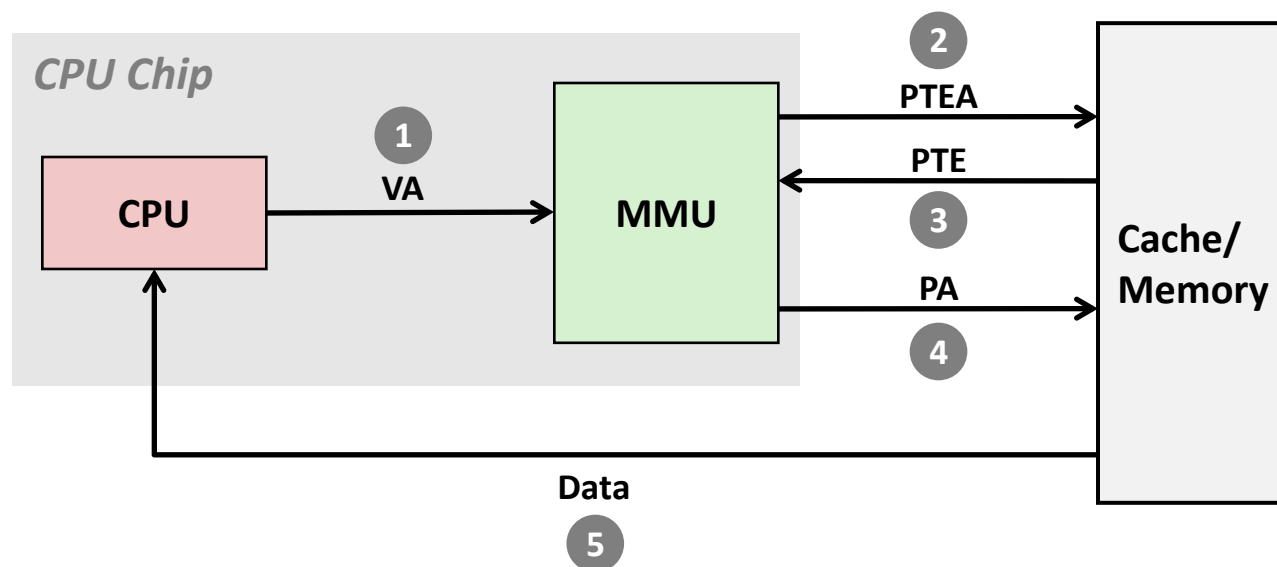 CPU Chip
2
PTEA
1
VA
PTE
3
CPU
MMU
Cache/
Memory
PA
4
Data
5